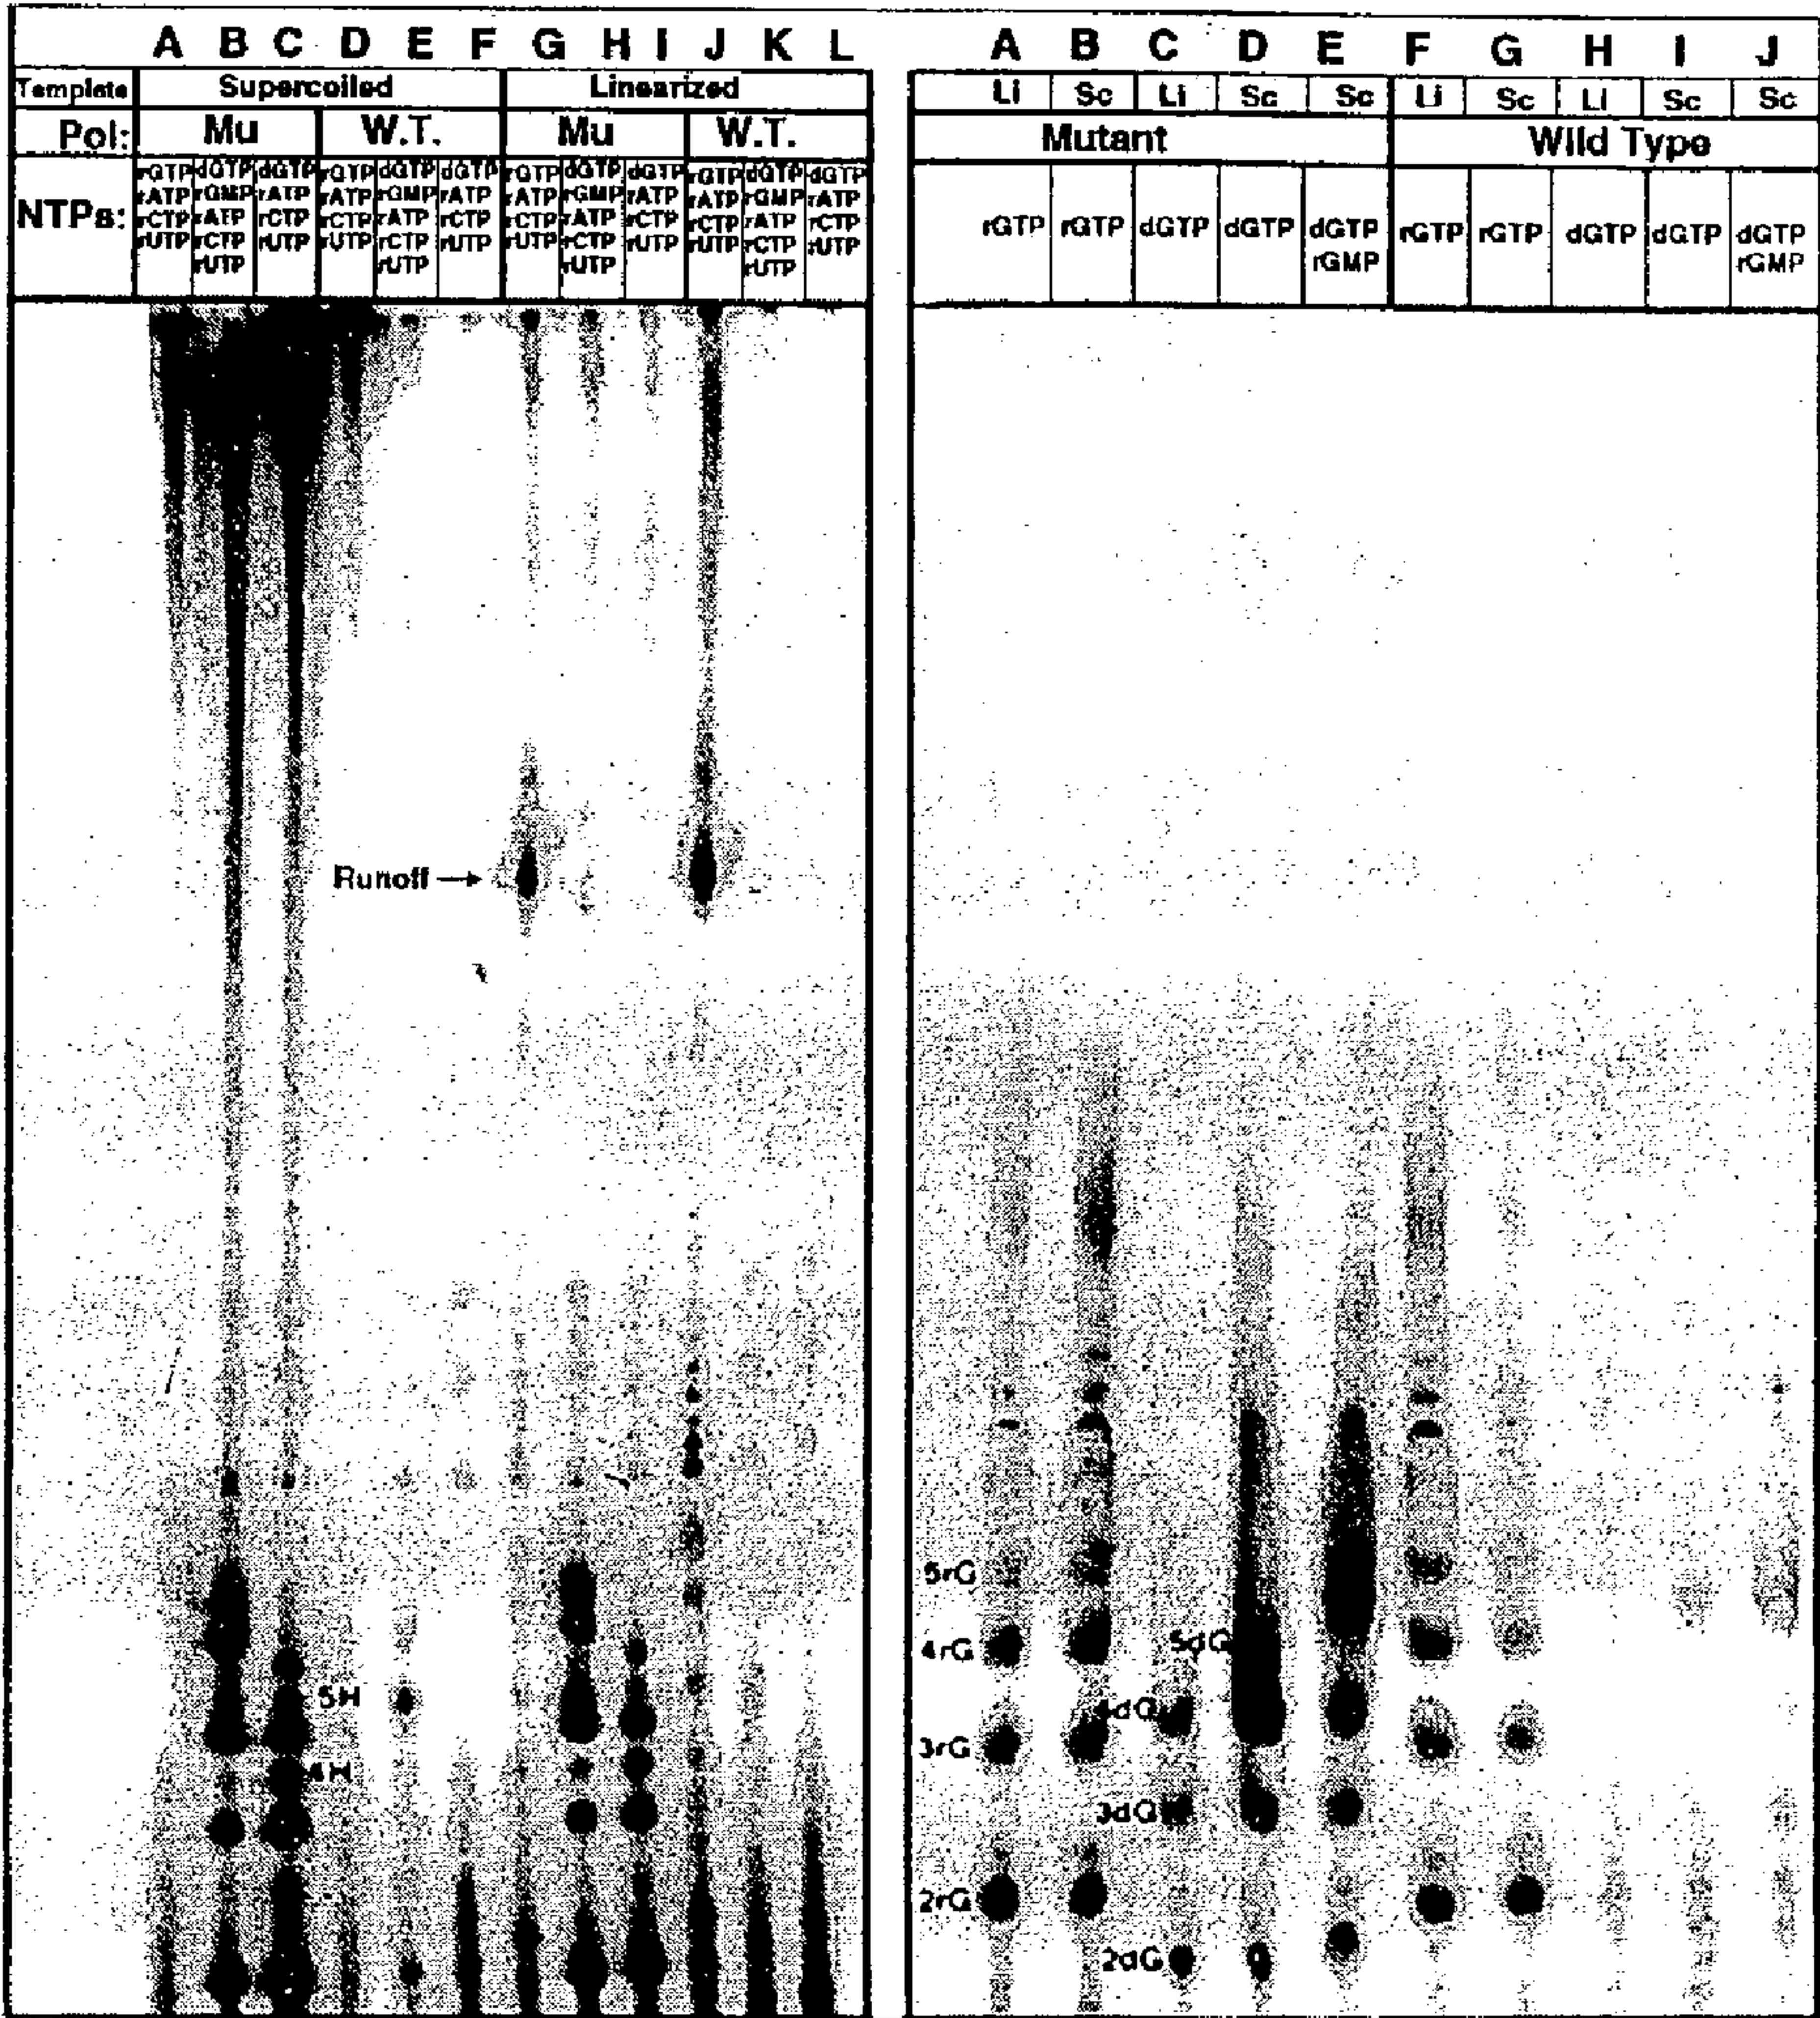 A B C D E F G H I J K L
Template Supercoiled Linearized
Pol: Mu W.T. Mu W.T.
NTPs:
rGTP dGTP dGTP rGTP dGTP dGTP rGTP dGTP dGTP rGTP dGTP dGTP
rATP rGMP rATP rATP rGMP rATP rATP rGMP rATP rATP rGMP rATP
rCTP rATP rCTP rCTP rATP rCTP rCTP rATP rCTP rCTP rATP rCTP
rUTP rCTP rUTP rUTP rCTP rUTP rUTP rCTP rUTP rUTP rCTP rUTP
rUTP rUTP rUTP rUTP
Runoff
5H
4H
A B C D E F G H I J
Li Sc Li Sc Sc Li Sc Li Sc Sc
Mutant Wild Type
rGTP rGTP dGTP dGTP dGTP rGTP rGTP dGTP dGTP dGTP
rGMP rGMP
5rG
4rG 5dG
4dG
3rG
3dG
2rG
2dG